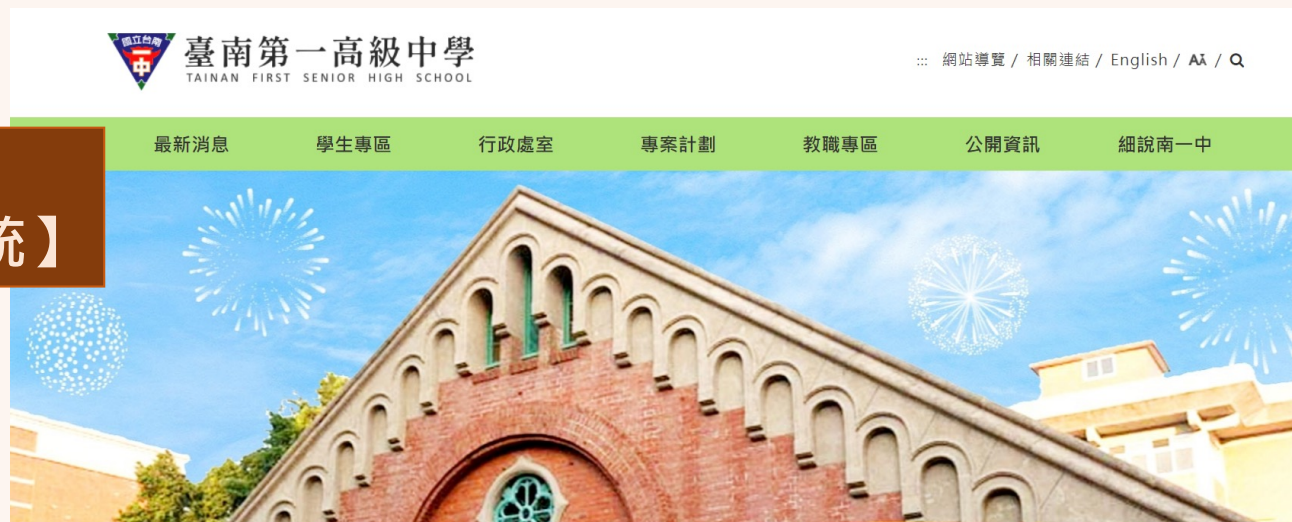 國立台南
一中
臺南第一高級中學
TAINAN FIRST SENIOR HIGH SCHOOL
::: 網站導覽 / 相關連結 / English / AA /
最新消息
學生專區
行政處室
專案計劃
教職專區
公開資訊
細說南一中
統】